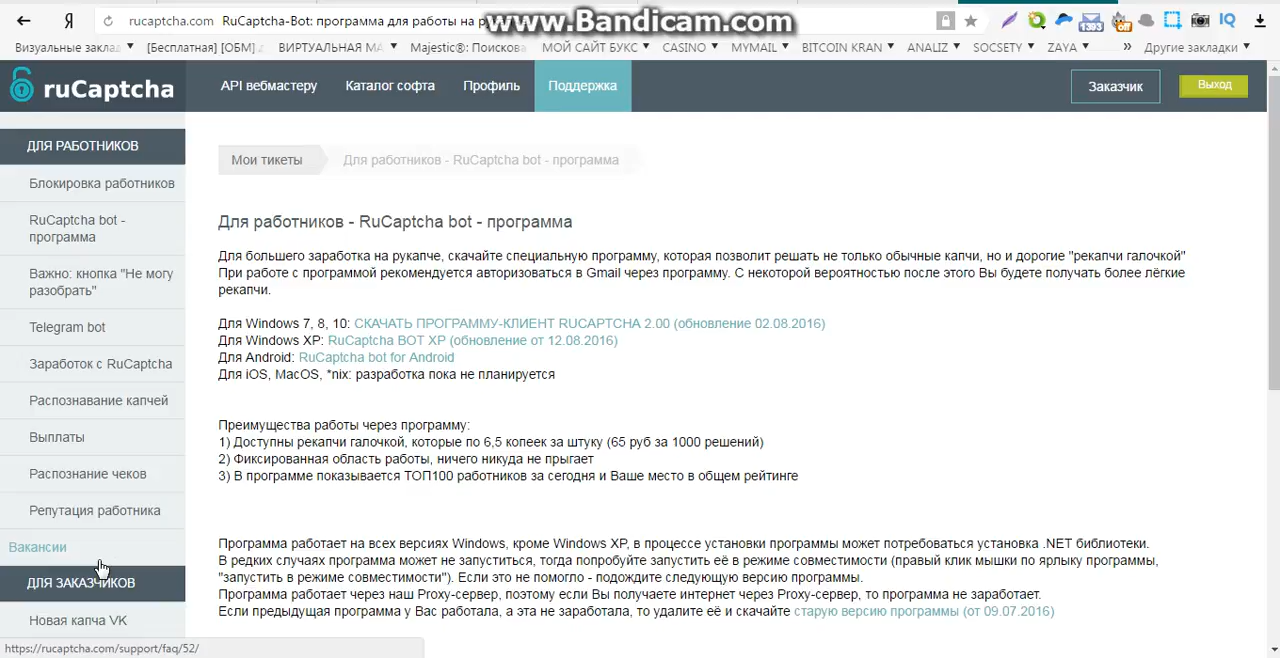 rucaptcha.com RuCaptcha-Bot: программа для работы на р
www.Bandicam.com
1393
off
IQ
Визуальные заклад
[Бесплатная] [ОБМ]
ВИРТУАЛЬНАЯ МА
Majestic®: Поискова
МОЙ САЙТ БУКС
CASINO
MYMAIL
BITCOIN KRAN
ANALIZ
SOCSETY
ZAYA
» Другие закладки
ruCaptcha
API вебмастеру
Каталог софта
Профиль
Поддержка
Заказчик
Выход
ДЛЯ РАБОТНИКОВ
Блокировка работников
RuCaptcha bot -
программа
Важно: кнопка "Не могу
разобрать"
Telegram bot
Заработок с RuCaptcha
Распознавание капчей
Выплаты
Распознание чеков
Репутация работника
Вакансии
ДЛЯ ЗАКАЗЧИКОВ
Новая капча VK
https://rucaptcha.com/support/faq/52/
Мои тикеты
Для работников - RuCaptcha bot - программа
Для работников - RuCaptcha bot - программа
Для большего заработка на рукапче, скачайте специальную программу, которая позволит решать не только обычные капчи, но и дорогие "рекапчи галочкой"
При работе с программой рекомендуется авторизоваться в Gmail через программу. С некоторой вероятностью после этого Вы будете получать более лёгкие
рекапчи.
Для Windows 7, 8, 10: СКАЧАТЬ ПРОГРАММУ-КЛИЕНТ RUCAPTCHA 2.00 (обновление 02.08.2016)
Для Windows XP: RuCaptcha BOT XP (обновление от 12.08.2016)
Для Android: RuCaptcha bot for Android
Для iOS, MacOS, *nix: разработка пока не планируется
Преимущества работы через программу:
1) Доступны рекапчи галочкой, которые по 6,5 копеек за штуку (65 руб за 1000 решений)
2) Фиксированная область работы, ничего никуда не прыгает
3) В программе показывается ТОП100 работников за сегодня и Ваше место в общем рейтинге
Программа работает на всех версиях Windows, кроме Windows XP, в процессе установки программы может потребоваться установка .NET библиотеки.
В редких случаях программа может не запуститься, тогда попробуйте запустить её в режиме совместимости (правый клик мышки по ярлыку программы,
"запустить в режиме совместимости"). Если это не помогло - подождите следующую версию программы.
Программа работает через наш Proxy-сервер, поэтому если Вы получаете интернет через Proxy-сервер, то программа не заработает.
Если предыдущая программа у Вас работала, а эта не заработала, то удалите её и скачайте старую версию программы (от 09.07.2016)